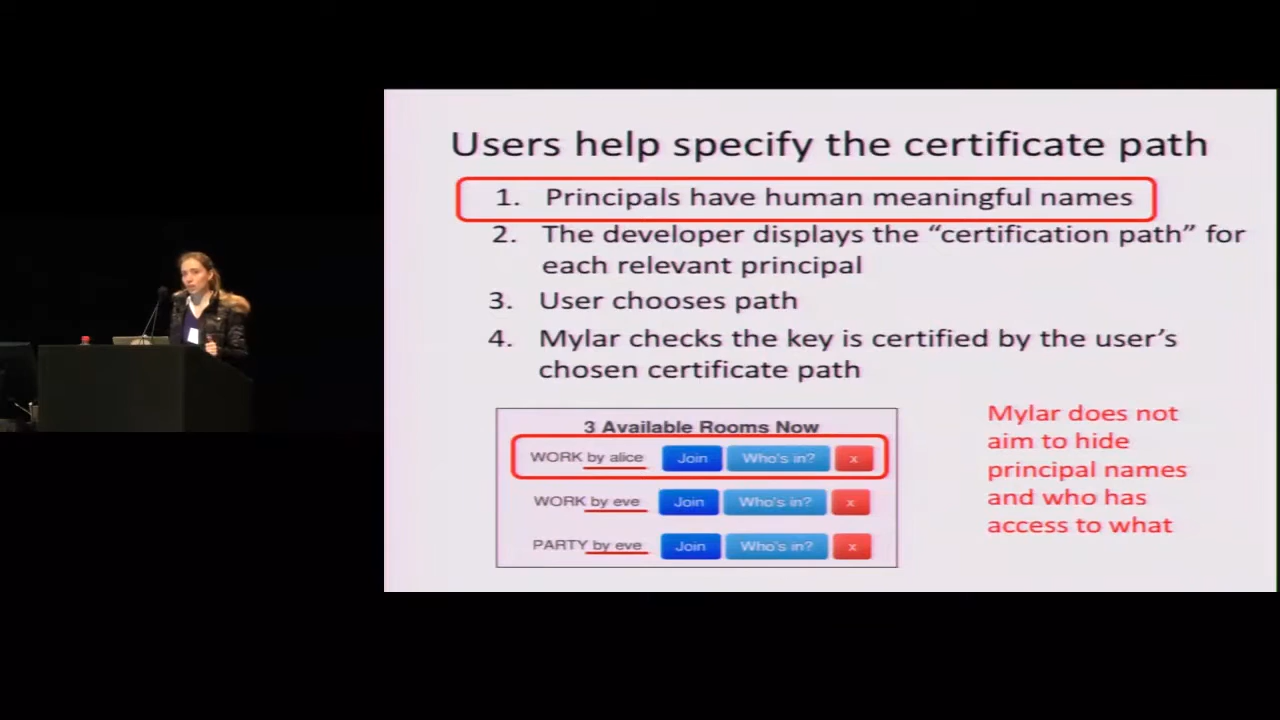 Users help specify the certificate path
1. Principals have human meaningful names
2. The developer displays the “certification path” for
each relevant principal
3. User chooses path
4. Mylar checks the key is certified by the user’s
chosen certificate path
3 Available Rooms Now
WORK by alice Join Who's in? x
WORK by eve Join Who's in? x
PARTY by eve Join Who's in? x
Mylar does not
aim to hide
principal names
and who has
access to what